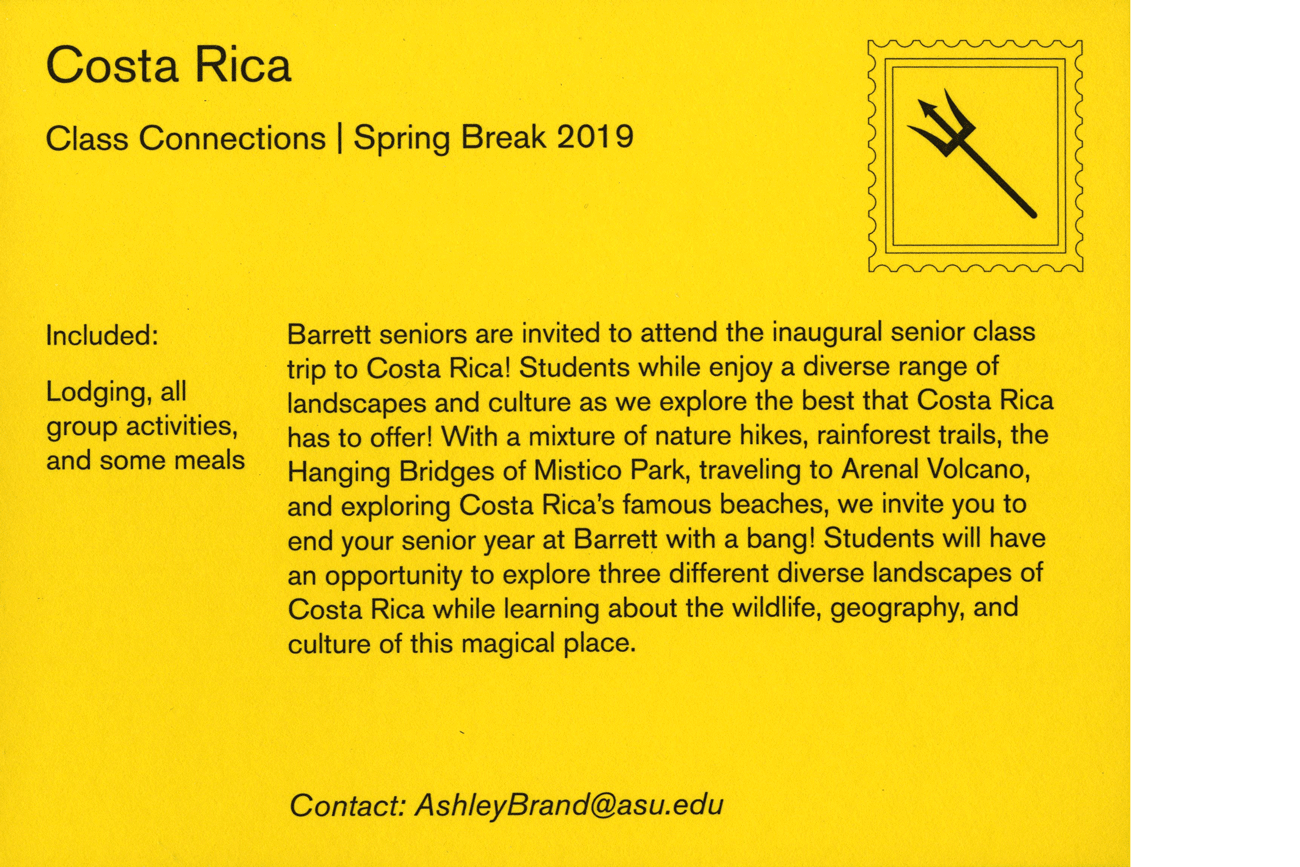 Costa Rica
Class Connections | Spring Break 2019
Included:
Lodging, all
group activities,
and some meals
Barrett seniors are invited to attend the inaugural senior class
trip to Costa Rica! Students while enjoy a diverse range of
landscapes and culture as we explore the best that Costa Rica
has to offer! With a mixture of nature hikes, rainforest trails, the
Hanging Bridges of Mistico Park, traveling to Arenal Volcano,
and exploring Costa Rica’s famous beaches, we invite you to
end your senior year at Barrett with a bang! Students will have
an opportunity to explore three different diverse landscapes of
Costa Rica while learning about the wildlife, geography, and
culture of this magical place.
Contact: AshleyBrand@asu.edu